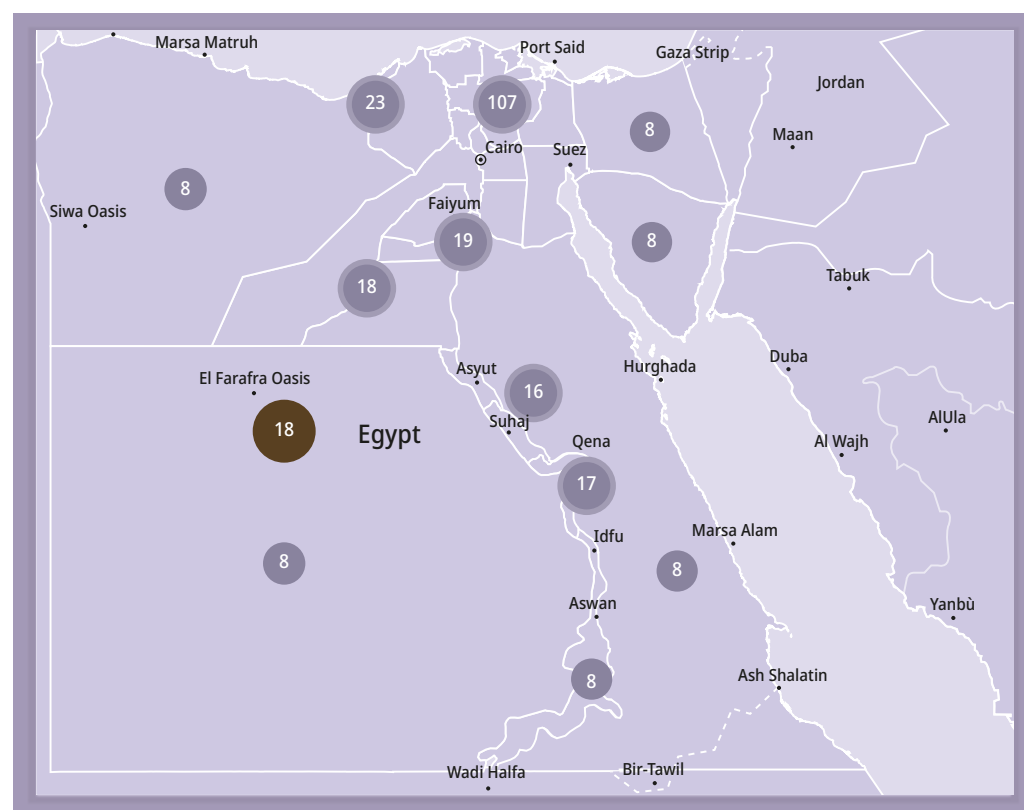 Marsa Matruh
Port Said
Gaza Strip
Jordan
23
107
8
Maan
Cairo
Suez
8
Siwa Oasis
Faiyum
19
8
18
Tabuk
Duba
Hurghada
Asyut
El Farafra Oasis
16
18
Egypt
Suhaj
AlUla
Qena
Al Wajh
17
Marsa Alam
Idfu
8
8
Aswan
Yanbù
8
Ash Shalatin
Wadi Halfa
Bir-Tawil